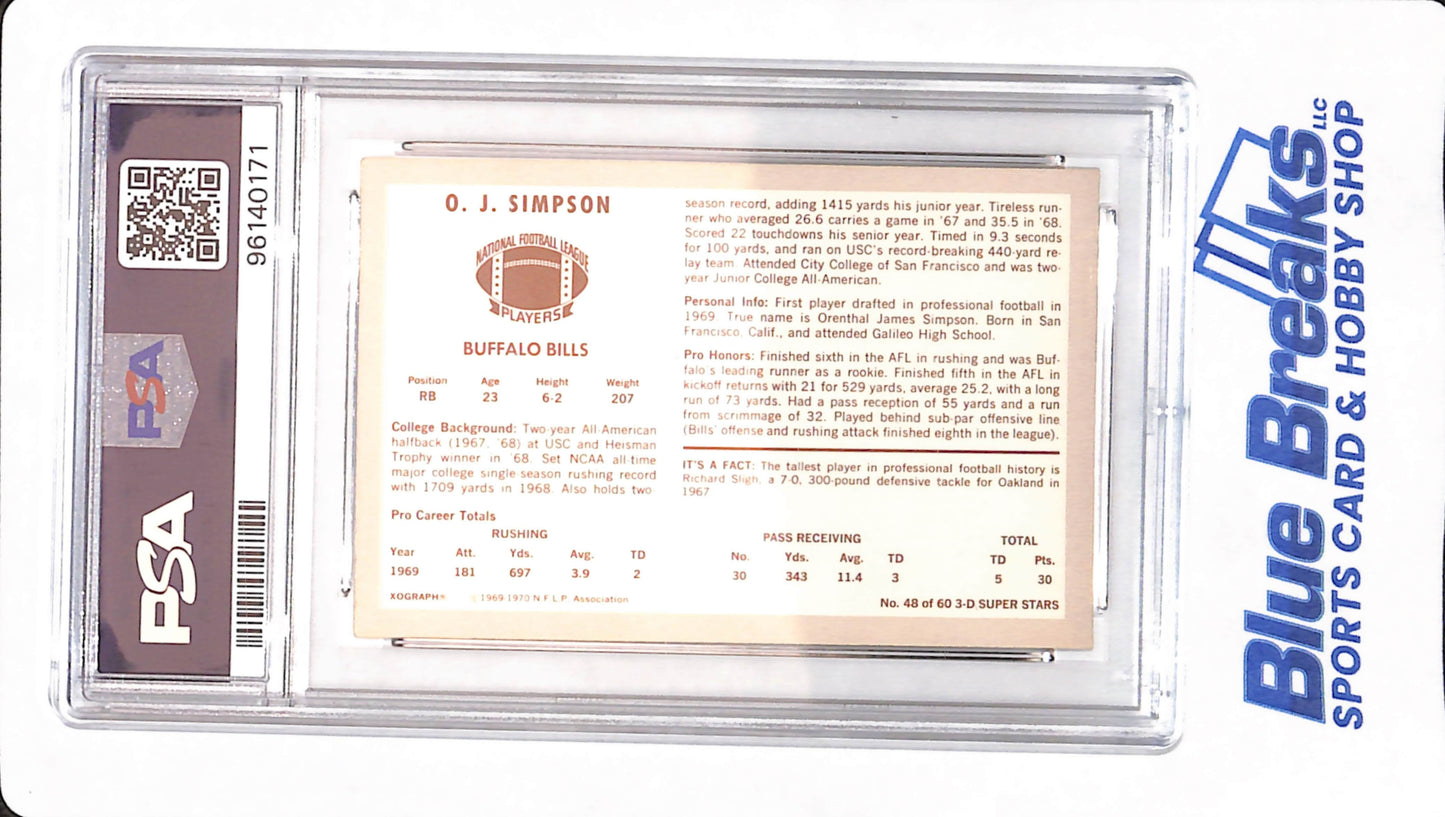 PSA
PSA
96140171
O. J. SIMPSON
NATIONAL FOOTBALL LEAGUE
PLAYERS
BUFFALO BILLS
Position Age Height Weight
RB 23 6-2 207
College Background: Two-year All-American
halfback (1967, '68) at USC and Heisman
Trophy winner in '68. Set NCAA all-time
major college single-season rushing record
with 1709 yards in 1968. Also holds two-
season record, adding 1415 yards his junior year. Tireless run-
ner who averaged 26.6 carries a game in '67 and 35.5 in '68.
Scored 22 touchdowns his senior year. Timed in 9.3 seconds
for 100 yards, and ran on USC's record-breaking 440-yard re-
lay team. Attended City College of San Francisco and was two-
year Junior College All-American.
Personal Info: First player drafted in professional football in
1969. True name is Orenthal James Simpson. Born in San
Francisco, Calif., and attended Galileo High School.
Pro Honors: Finished sixth in the AFL in rushing and was Buf-
falo's leading runner as a rookie. Finished fifth in the AFL in
kickoff returns with 21 for 529 yards, average 25.2, with a long
run of 73 yards. Had a pass reception of 55 yards and a run
from scrimmage of 32. Played behind sub-par offensive line
(Bills' offense and rushing attack finished eighth in the league).
IT'S A FACT: The tallest player in professional football history is
Richard Sligh, a 7-0, 300-pound defensive tackle for Oakland in
1967
Pro Career Totals
RUSHING PASS RECEIVING TOTAL
Year Att. Yds. Avg. TD No. Yds. Avg. TD TD Pts.
1969 181 697 3.9 2 30 343 11.4 3 5 30
XOGRAPH® © 1969-1970 N F L P Association
No. 48 of 60 3-D SUPER STARS
Blue Breaks LLC
SPORTS CARD & HOBBY SHOP